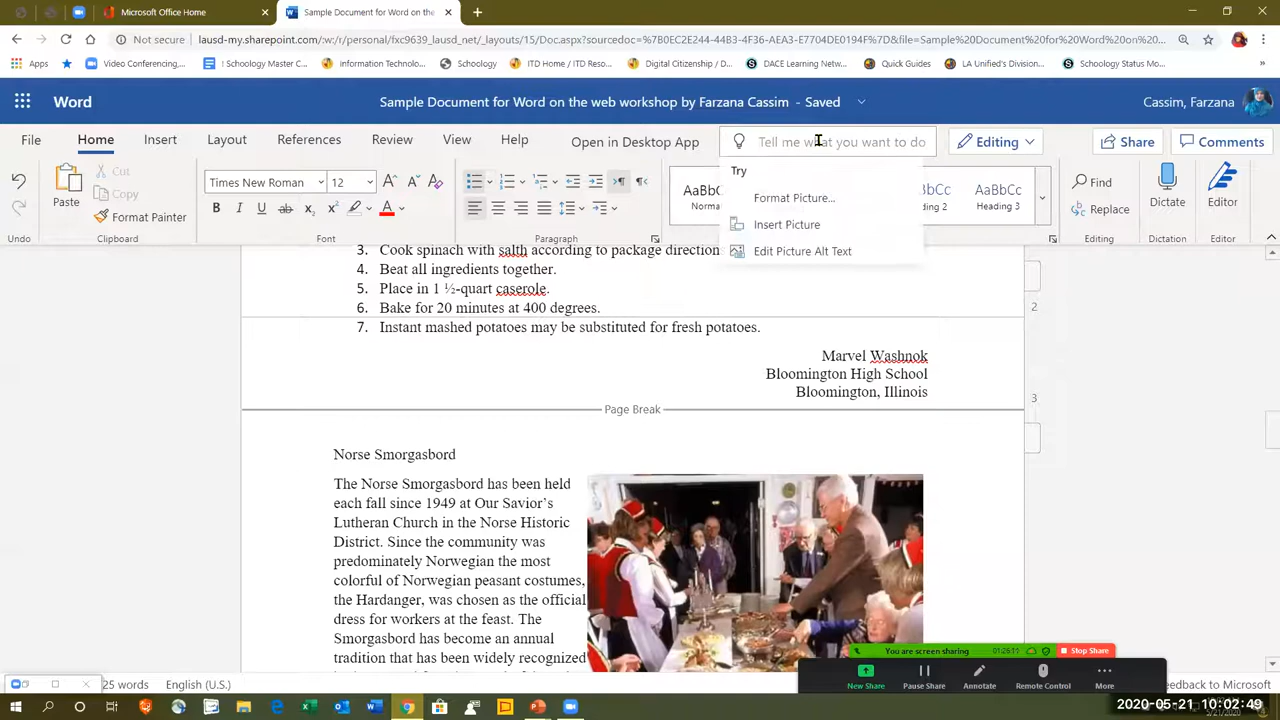 Microsoft Office Home
Sample Document for Word on the
Not secure
lausd-my.sharepoint.com/:w:/r/personal/fxc9639_lausd_net/_layouts/15/Doc.aspx?sourcedoc=%7B0EC2E244-44B3-4F36-AEA3-E7704DE0194F%7D&file=Sample%20Document%20for%20Word%20on%...
Apps
Video Conferencing,...
! Schoology Master C...
Information Technolo...
Schoology
ITD Home / ITD Reso...
Digital Citizenship / D...
DACE Learning Netw...
Quick Guides
LA Unified's Division...
Schoology Status Mo...
Word
Sample Document for Word on the web workshop by Farzana Cassim - Saved
Cassim, Farzana
File Home Insert Layout References Review View Help Open in Desktop App
Tell me what you want to do
Editing
Share
Comments
Paste
Cut
Copy
Format Painter
Times New Roman
12
AaBbC
Norma
bCc
g 2
AaBbC
Heading 3
Find
Replace
Dictate
Editor
Undo
Clipboard
Font
Paragraph
Editing
Dictation
Editor
Try
Format Picture...
Insert Picture
Edit Picture Alt Text
3. Cook spinach with salth according to package directions
4. Beat all ingredients together.
5. Place in 1 ½-quart caserole.
6. Bake for 20 minutes at 400 degrees.
7. Instant mashed potatoes may be substituted for fresh potatoes.
2
Marvel Washnok
Bloomington High School
Bloomington, Illinois
3
Page Break
Norse Smorgasbord
The Norse Smorgasbord has been held
each fall since 1949 at Our Savior's
Lutheran Church in the Norse Historic
District. Since the community was
predominately Norwegian the most
colorful of Norwegian peasant costumes,
the Hardanger, was chosen as the official
dress for workers at the feast. The
Smorgasbord has become an annual
tradition that has been widely recognized
You are screen sharing
01:26:19
Stop Share
New Share
Pause Share
Annotate
Remote Control
More
25 words
English (U.S.)
eedback to Microsoft
2020-05-21 10:02:49